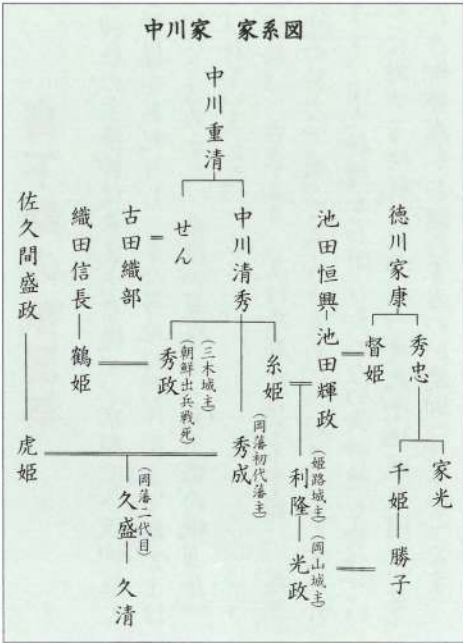 中川家 家系図
中川重清
徳川家康
池田恒興
池田輝政
中川清秀
せん
古田織部
織田信長
佐久間盛政
秀忠
督姫
糸姫
秀政
(三木城主)
(朝鮮出兵戦死)
鶴姫
家光
千姫
勝子
利隆
(姫路城主)
光政
(岡山城主)
秀成
(岡藩初代藩主)
虎姫
久盛
(岡藩二代目)
久清